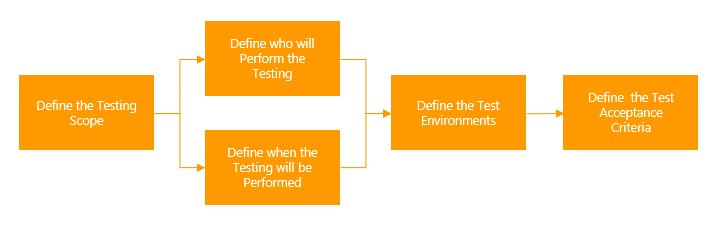 Define the Testing
Scope
Define who will
Perform the
Testing
Define when the
Testing will be
Performed
Define the Test
Environments
Define  the Test
Acceptance
Criteria